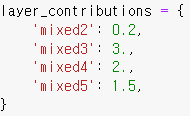 layer_contributions = {
    'mixed2': 0.2,
    'mixed3': 3.,
    'mixed4': 2.,
    'mixed5': 1.5,
}